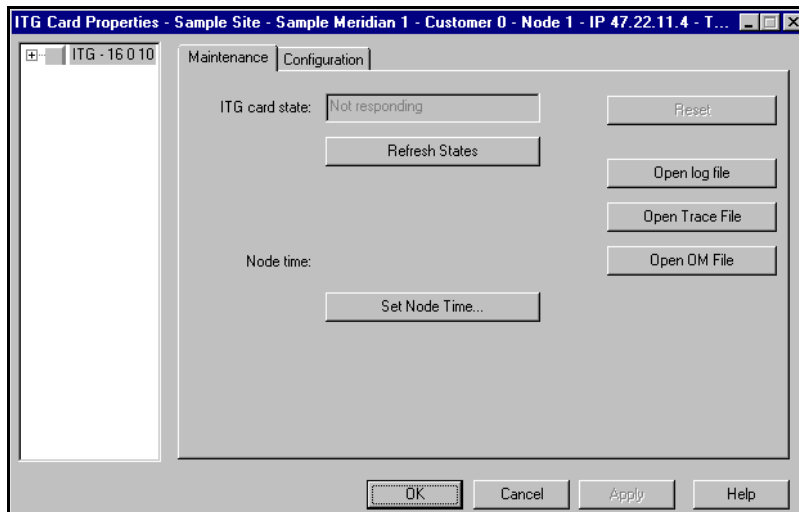 ITG Card Properties - Sample Site - Sample Meridian 1 - Customer 0 - Node 1 - IP 47.22.11.4 - T...
ITG - 16 0 10
Maintenance
Configuration
ITG card state:
Not responding
Reset
Refresh States
Open log file
Open Trace File
Node time:
Open OM File
Set Node Time...
OK
Cancel
Apply
Help